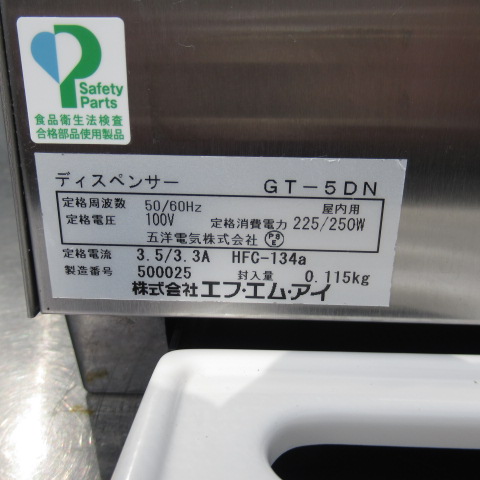 Safety
Parts
食品衛生法検査
合格部品使用製品
ディスペンサー GT-5DN
定格周波数 50/60Hz 屋内用
定格電圧 100V 定格消費電力 225/250W
五洋電気株式会社 PSE
定格電流 3.5/3.3A HFC-134a
製造番号 500025 封入量 0.115kg
株式会社エフ・エム・アイ